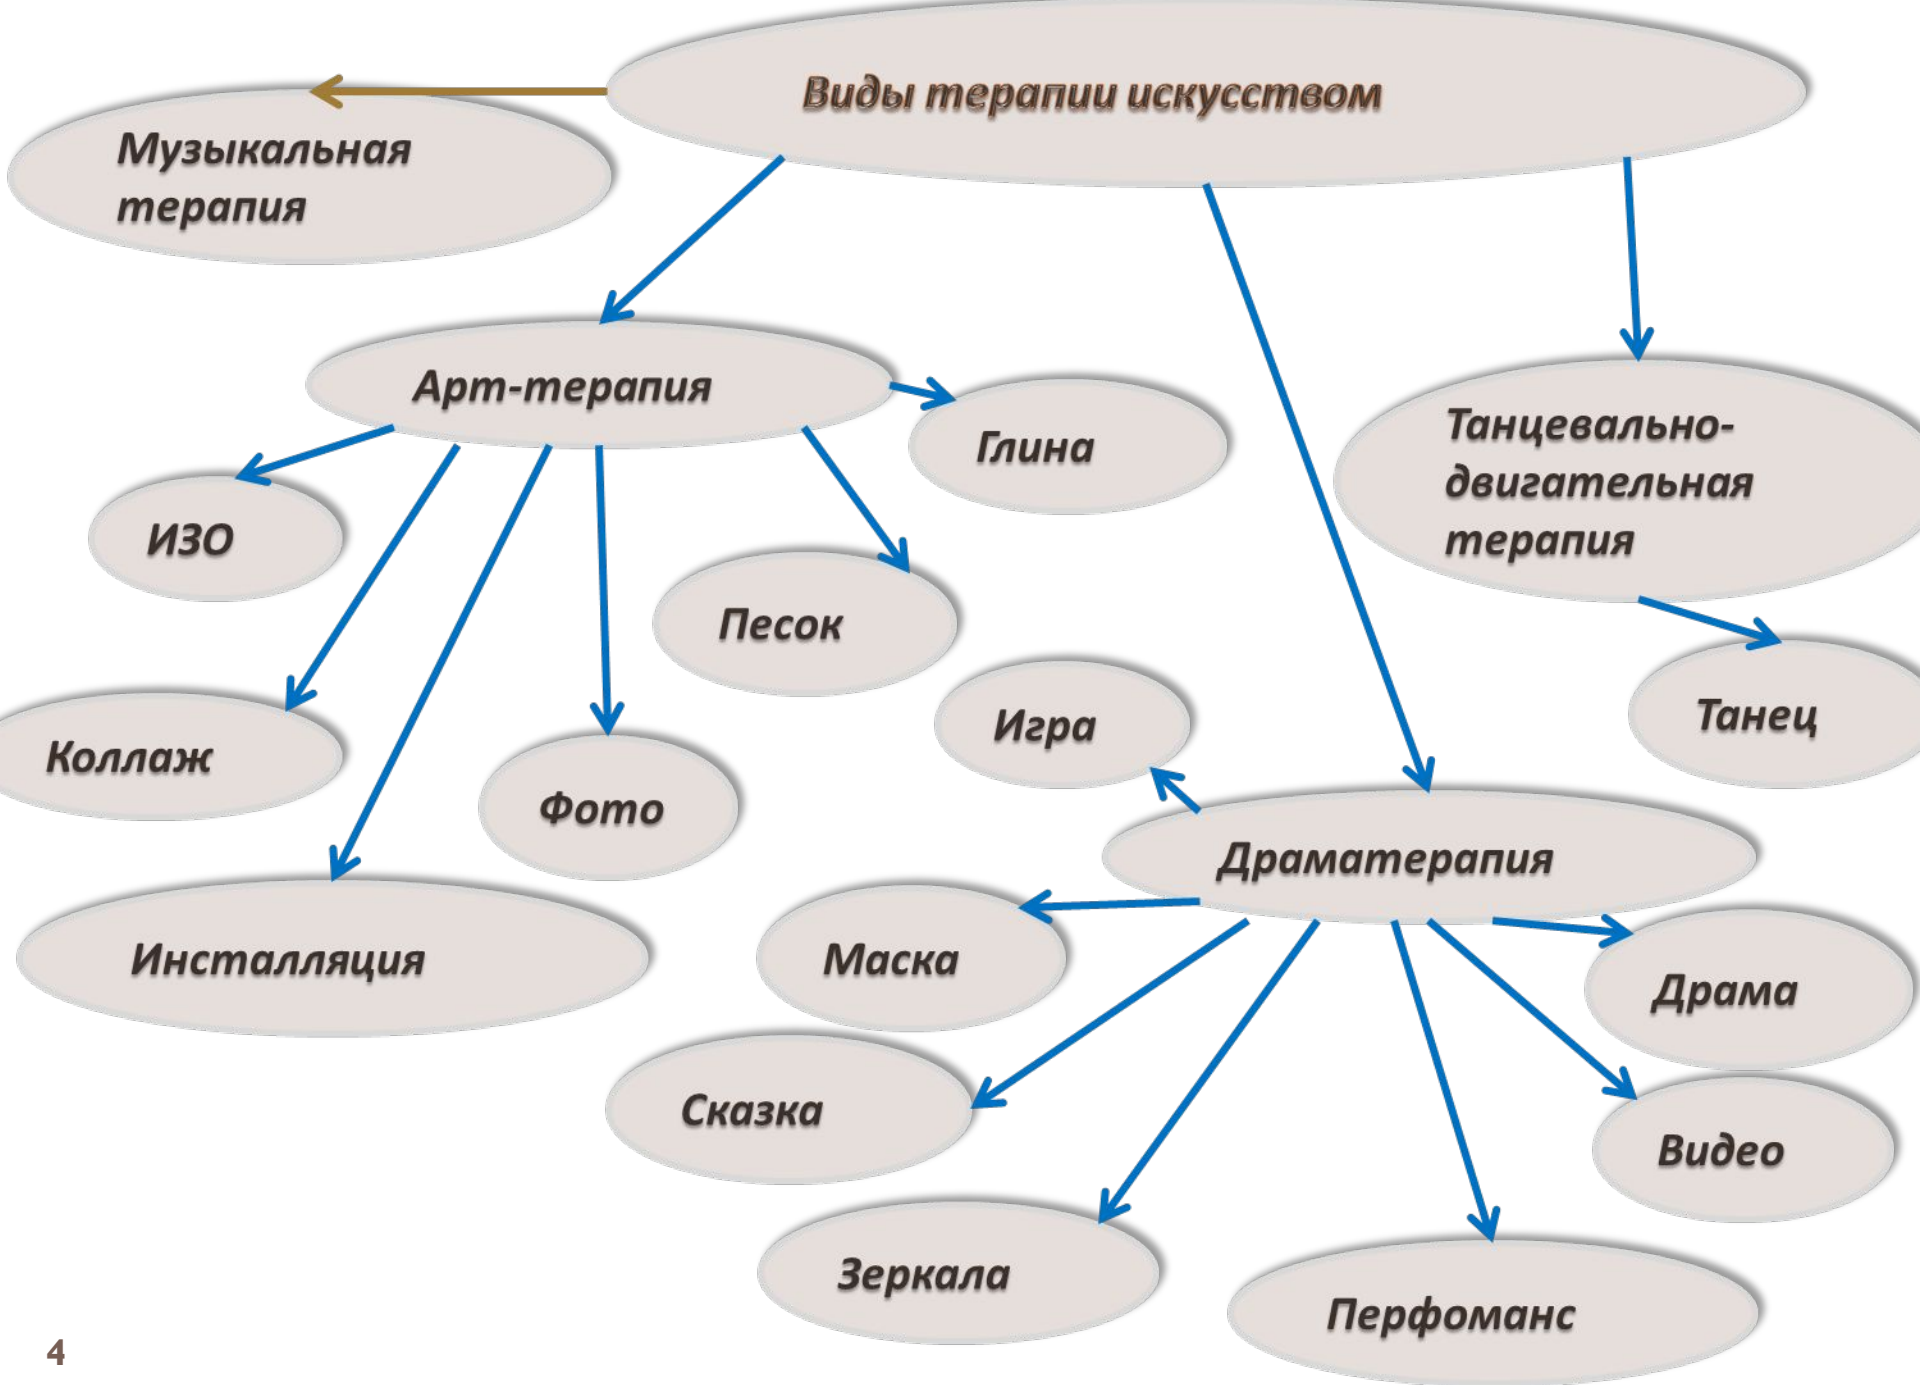 Виды терапии искусством
Музыкальная
терапия
Арт-терапия
Глина
Танцевально-
двигательная
терапия
ИЗО
Песок
Игра
Танец
Коллаж
Фото
Драматерапия
Инсталляция
Маска
Драма
Сказка
Видео
Зеркала
Перфоманс
4